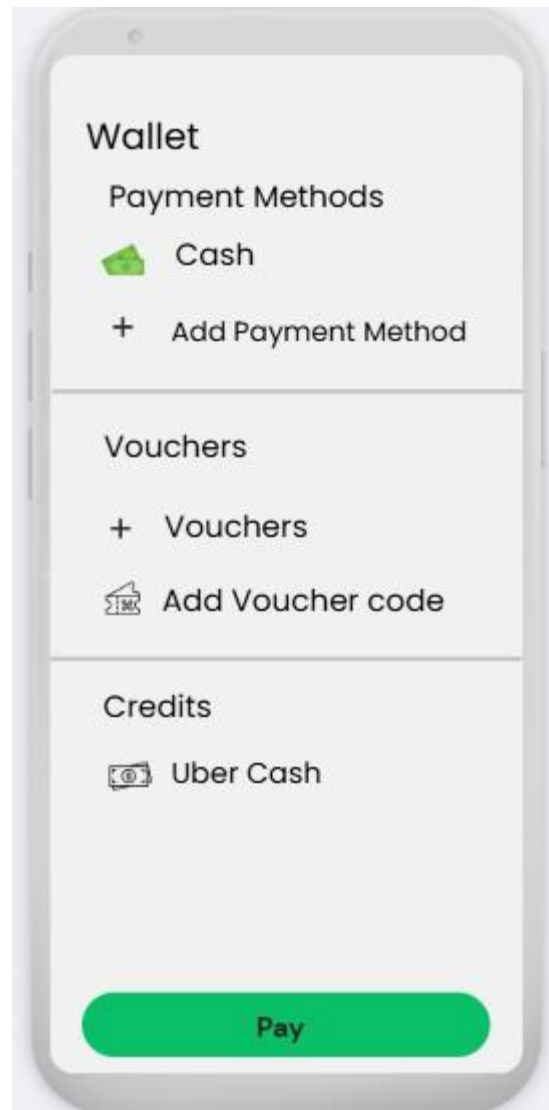 Wallet
Payment Methods
Cash
+ Add Payment Method
Vouchers
+ Vouchers
Add Voucher code
Credits
Uber Cash
Pay